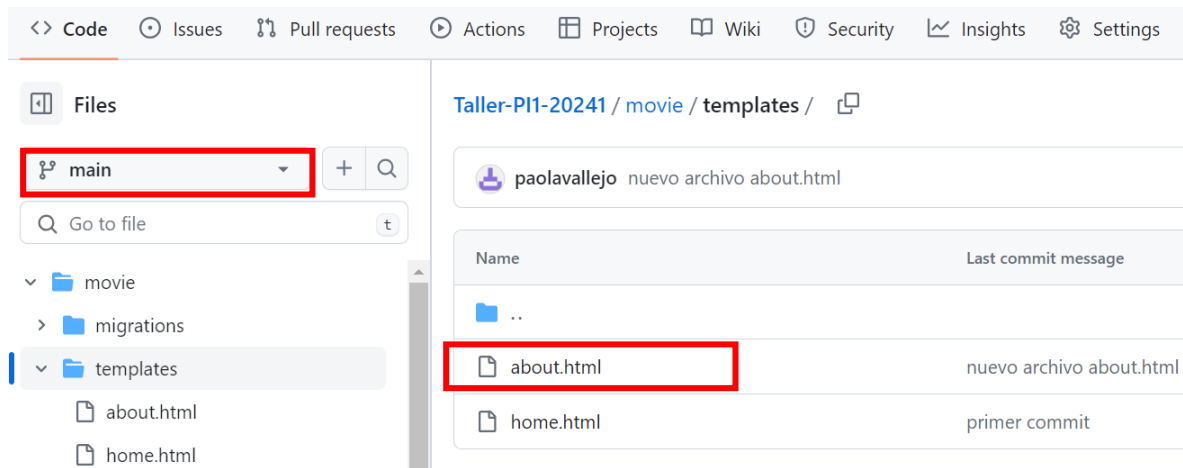 <> Code Issues Pull requests Actions Projects Wiki Security Insights Settings
Files
main
Go to file t
movie
migrations
templates
about.html
home.html
Taller-PI1-20241 / movie / templates /
paolavallejo nuevo archivo about.html
Name Last commit message
..
about.html nuevo archivo about.html
home.html primer commit